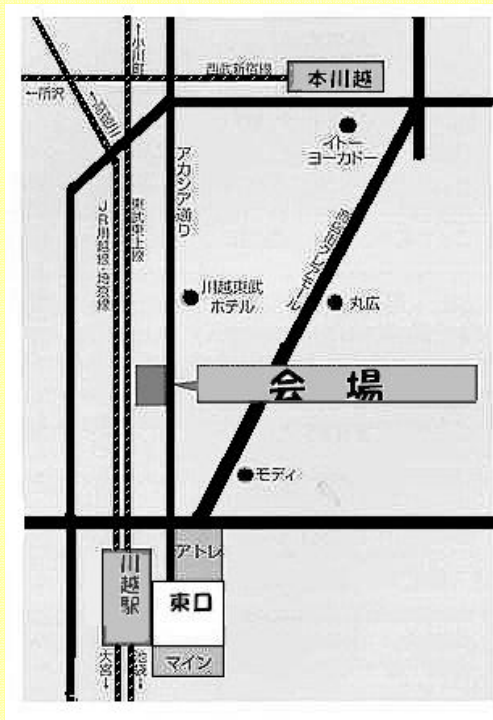 ↑小川町
西武新宿線
本川越
←所沢
←高麗川
イトー
ヨーカドー
アカシア通り
JR川越線・埼京線
東武東上線
川越東武
ホテル
丸広
会場
モディ
アトレ
川越駅
東口
マイン
大宮↓
池袋↓